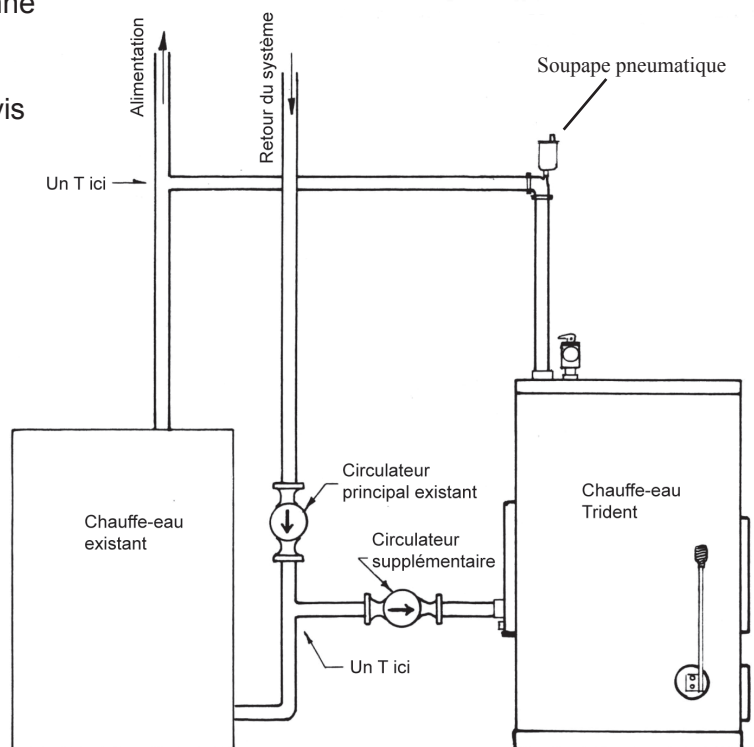 Alimentation
Retour du système
Soupape pneumatique
Un T ici
Circulateur
principal existant
Chauffe-eau
existant
Chauffe-eau
Trident
Circulateur
supplémentaire
Un T ici